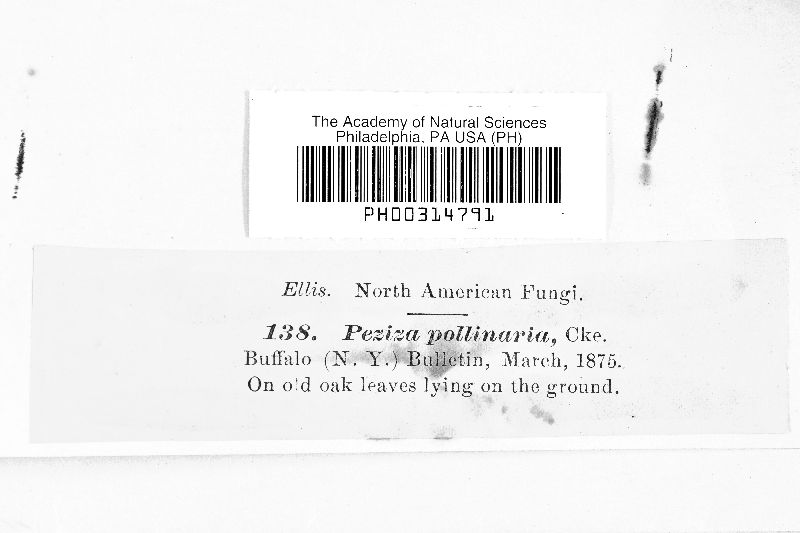 The Academy of Natural Sciences
Philadelphia, PA USA (PH)
PH00314791
Ellis. North American Fungi.
138. Peziza pollinaria, Cke.
Buffalo (N. Y.) Bulletin, March, 1875.
On old oak leaves lying on the ground.